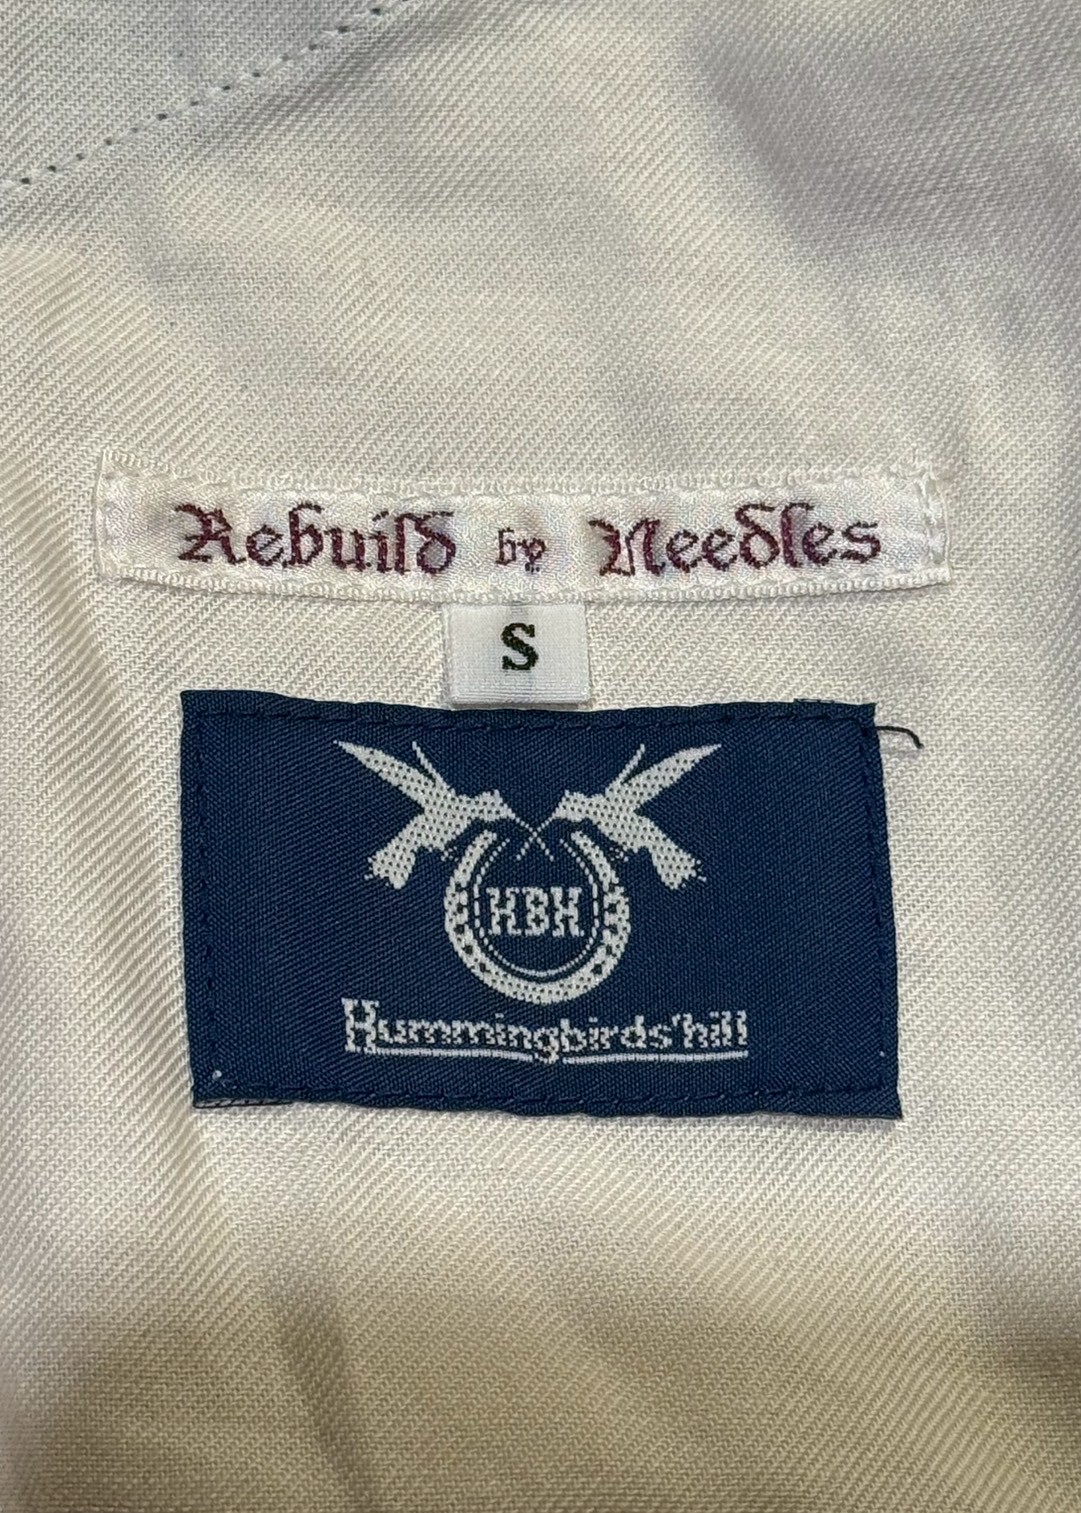 Rebuild by Needles
S
HBH
Hummingbirds'hill